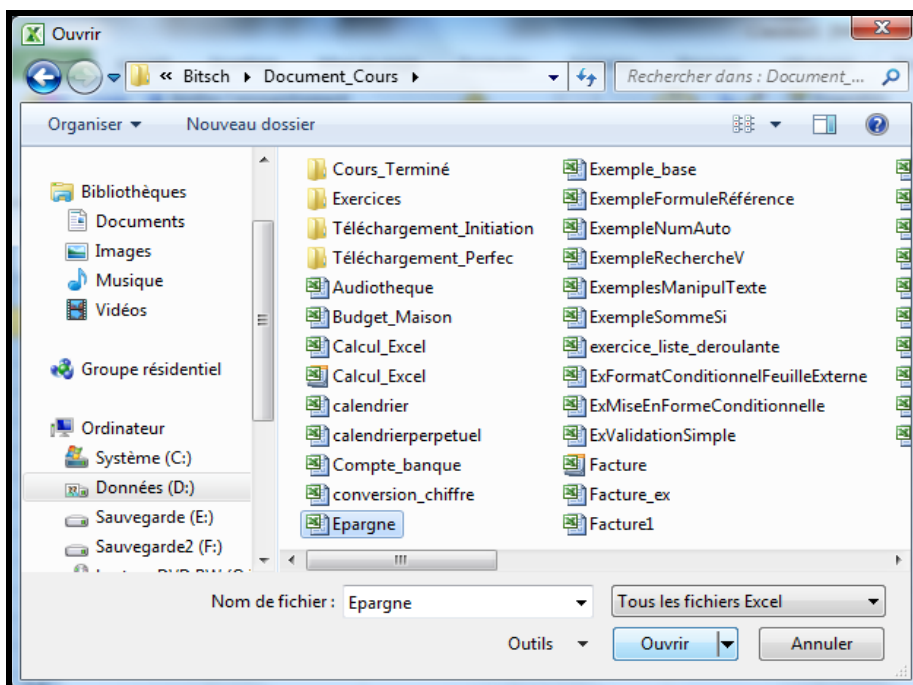 Ouvrir
« Bitsch Document_Cours
Rechercher dans : Document_...
Organiser Nouveau dossier
Bibliothèques
Documents
Images
Musique
Vidéos
Groupe résidentiel
Ordinateur
Système (C:)
Données (D:)
Sauvegarde (E:)
Sauvegarde2 (F:)
Cours_Terminé
Exercices
Téléchargement_Initiation
Téléchargement_Perfec
Audiotheque
Budget_Maison
Calcul_Excel
Calcul_Excel
calendrier
calendrierperpetuel
Compte_banque
conversion_chiffre
Epargne
Exemple_base
ExempleFormuleRéférence
ExempleNumAuto
ExempleRechercheV
ExemplesManipulTexte
ExempleSommeSi
exercice_liste_deroulante
ExFormatConditionnelFeuilleExterne
ExMiseEnFormeConditionnelle
ExValidationSimple
Facture
Facture_ex
Facture1
Nom de fichier : Epargne
Tous les fichiers Excel
Outils Ouvrir Annuler